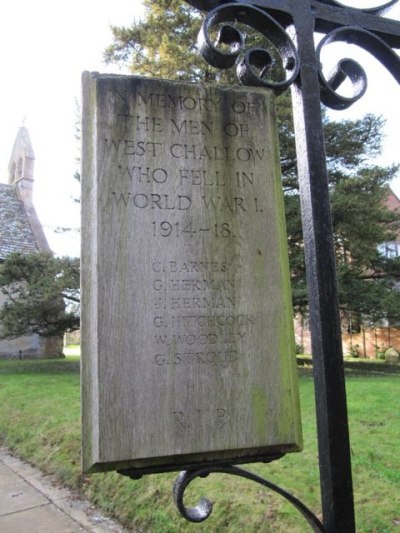 IN MEMORY OF
THE MEN OF
WEST CHALLOW
WHO FELL IN
WORLD WAR I.
1914-18.
C. BARNES
G. HERMAN
J. HERMAN
G. HITCHCOCK
W. WOODLEY
G. STROUD
R.I.P.